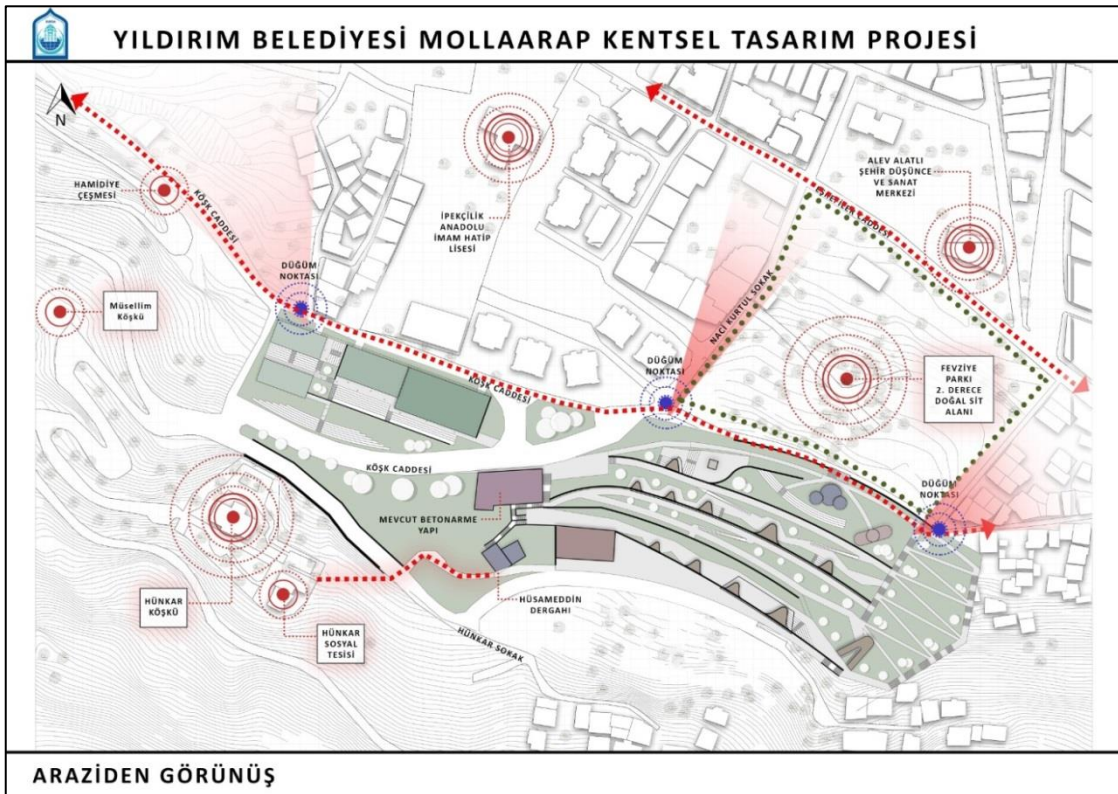 YILDIRIM BELEDİYESİ MOLLAARAP KENTSEL TASARIM PROJESİ
N
HAMİDİYE
ÇEŞMESİ
KÖŞK CADDESİ
İPEKÇİLİK
ANADOLU
İMAM HATİP
LİSESİ
ALEV ALATLI
ŞEHİR DÜŞÜNCE
VE SANAT
MERKEZİ
CADDESİ
DÜĞÜM
NOKTASI
NACİ KURTUL SOKAK
Müsellim
Köşkü
DÜĞÜM
NOKTASI
FEVZİYE
PARKI
2. DERECE
DOĞAL SİT
ALANI
KÖŞK CADDESİ
KÖŞK CADDESİ
MEVCUT BETONARME
YAPI
DÜĞÜM
NOKTASI
HÜNKAR
KÖŞKÜ
HÜNKAR
SOSYAL
TESİSİ
HÜSAMEDDİN
DERGAHI
HÜNKAR SOKAK
ARAZİDEN GÖRÜNÜŞ